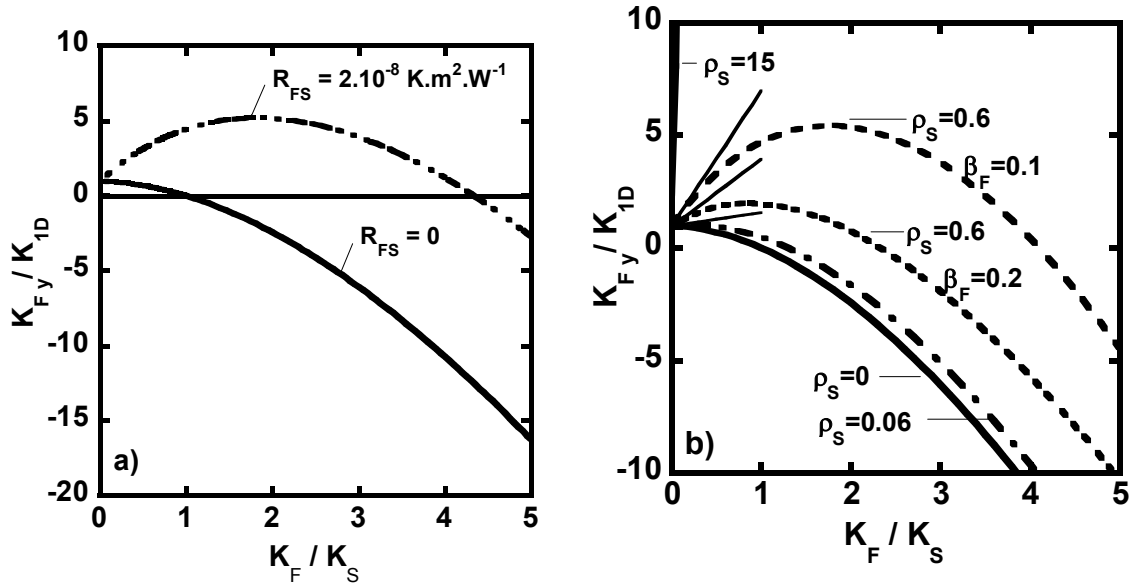 10
5
0
-5
-10
-15
-20
K_Fy / K_1D
R_FS = 2.10^-8 K.m^2.W^-1
R_FS = 0
a)
0 1 2 3 4 5
K_F / K_S
10
5
0
-5
-10
K_Fy / K_1D
ρ_S=15
ρ_S=0.6
β_F=0.1
ρ_S=0.6
β_F=0.2
ρ_S=0
ρ_S=0.06
b)
0 1 2 3 4 5
K_F / K_S